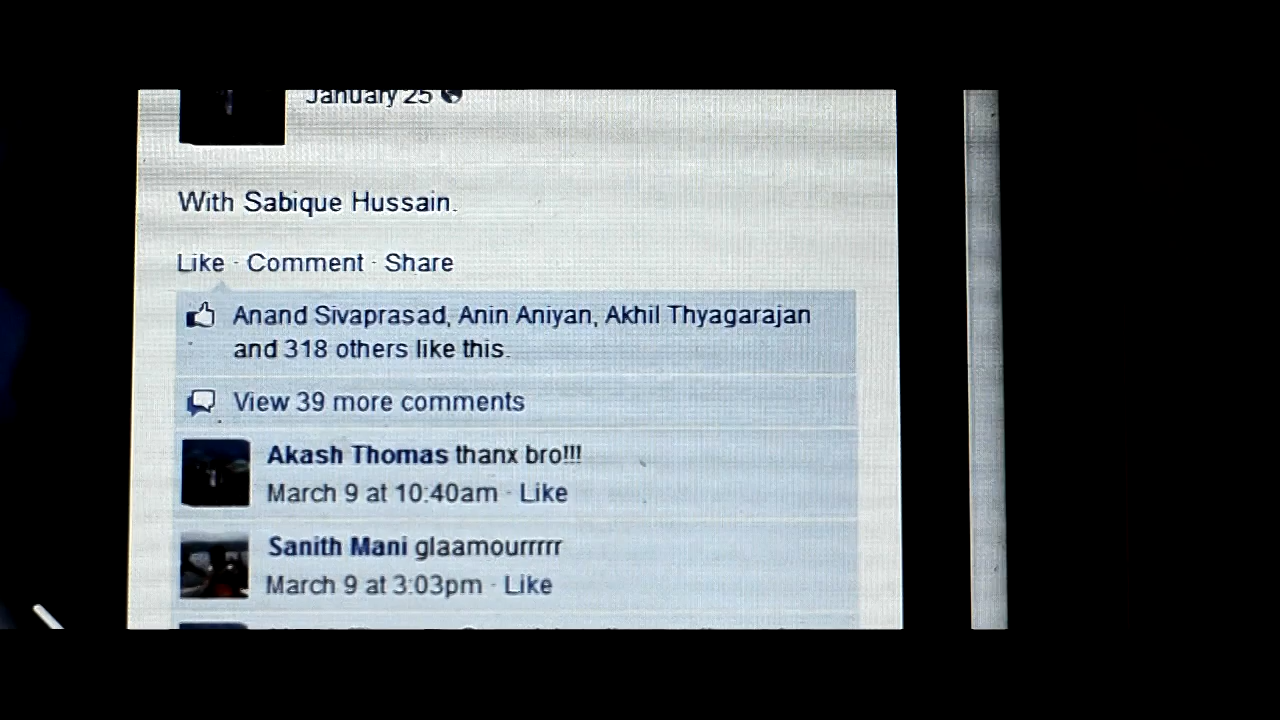 January 25
With Sabique Hussain.
Like · Comment · Share
Anand Sivaprasad, Anin Aniyan, Akhil Thyagarajan
and 318 others like this.
View 39 more comments
Akash Thomas thanx bro!!!
March 9 at 10:40am · Like
Sanith Mani glaamourrrrr
March 9 at 3:03pm · Like